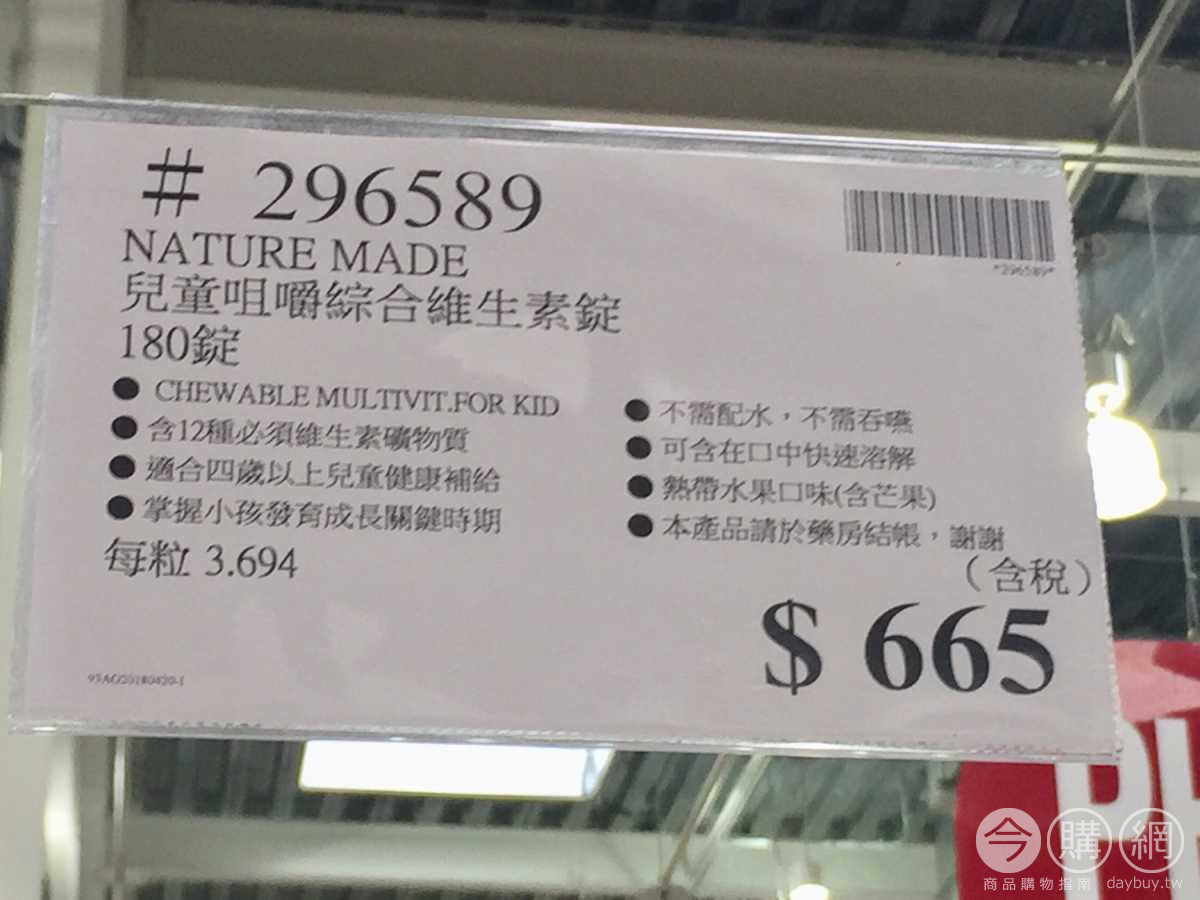 # 296589
*296589*
NATURE MADE
兒童咀嚼綜合維生素錠
180錠
● CHEWABLE MULTIVIT.FOR KID
● 含12種必須維生素礦物質
● 適合四歲以上兒童健康補給
● 掌握小孩發育成長關鍵時期
每粒 3.694
● 不需配水，不需吞嚥
● 可含在口中快速溶解
● 熱帶水果口味(含芒果)
● 本產品請於藥房結帳，謝謝
（含稅）
$ 665
PH
今購網
商品購物指南 daybuy.tw